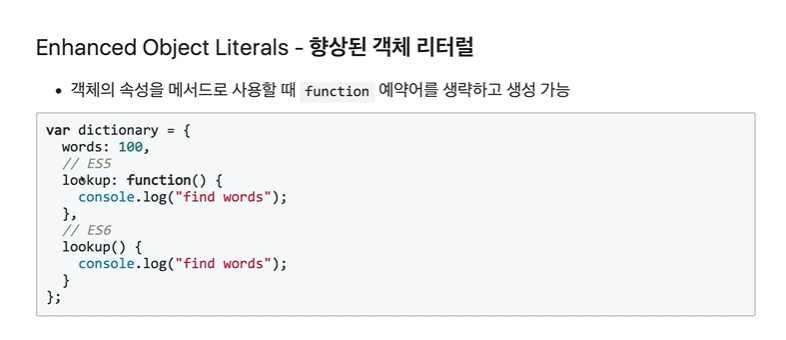 Enhanced Object Literals - 향상된 객체 리터럴
• 객체의 속성을 메서드로 사용할 때 function 예약어를 생략하고 생성 가능
var dictionary = {
  words: 100,
  // ES5
  lookup: function() {
    console.log("find words");
  },
  // ES6
  lookup() {
    console.log("find words");
  }
};